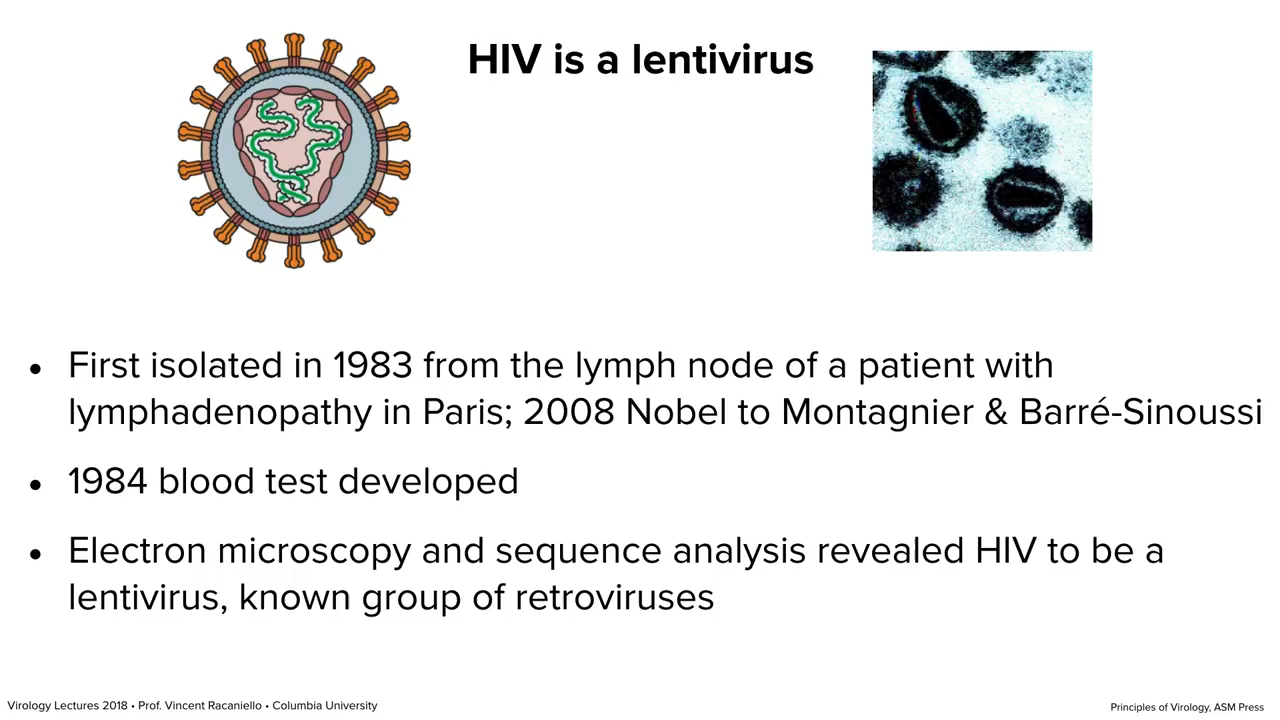 HIV is a lentivirus
• First isolated in 1983 from the lymph node of a patient with
lymphadenopathy in Paris; 2008 Nobel to Montagnier & Barré-Sinoussi
• 1984 blood test developed
• Electron microscopy and sequence analysis revealed HIV to be a
lentivirus, known group of retroviruses
Virology Lectures 2018 • Prof. Vincent Racaniello • Columbia University
Principles of Virology, ASM Press